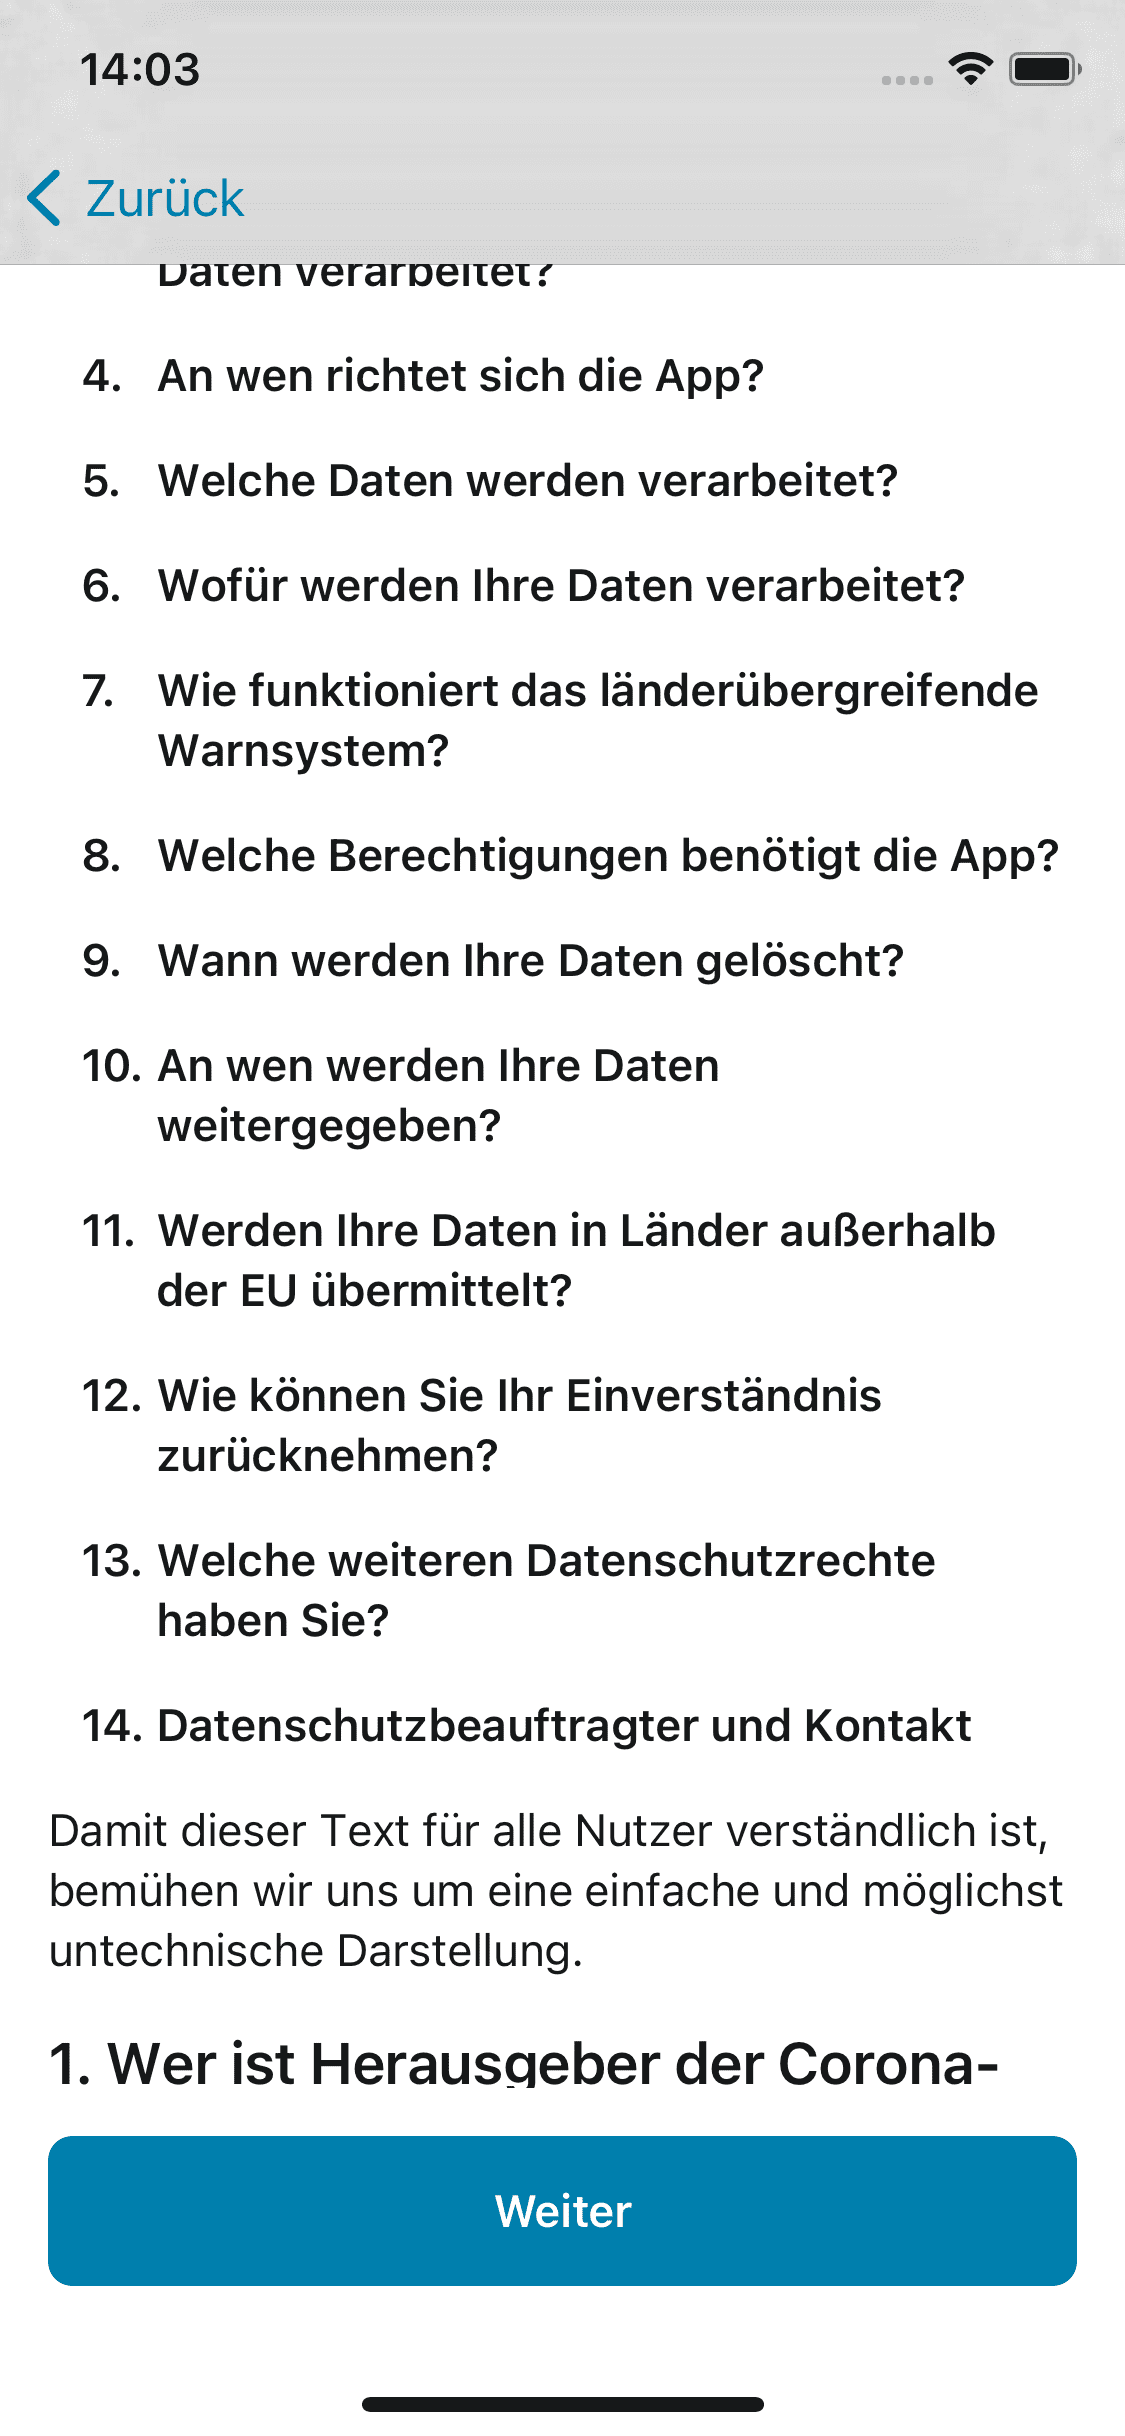 14:03
Zurück
Daten verarbeitet?
4. An wen richtet sich die App?
5. Welche Daten werden verarbeitet?
6. Wofür werden Ihre Daten verarbeitet?
7. Wie funktioniert das länderübergreifende
Warnsystem?
8. Welche Berechtigungen benötigt die App?
9. Wann werden Ihre Daten gelöscht?
10. An wen werden Ihre Daten
weitergegeben?
11. Werden Ihre Daten in Länder außerhalb
der EU übermittelt?
12. Wie können Sie Ihr Einverständnis
zurücknehmen?
13. Welche weiteren Datenschutzrechte
haben Sie?
14. Datenschutzbeauftragter und Kontakt
Damit dieser Text für alle Nutzer verständlich ist,
bemühen wir uns um eine einfache und möglichst
untechnische Darstellung.
1. Wer ist Herausgeber der Corona-
Weiter